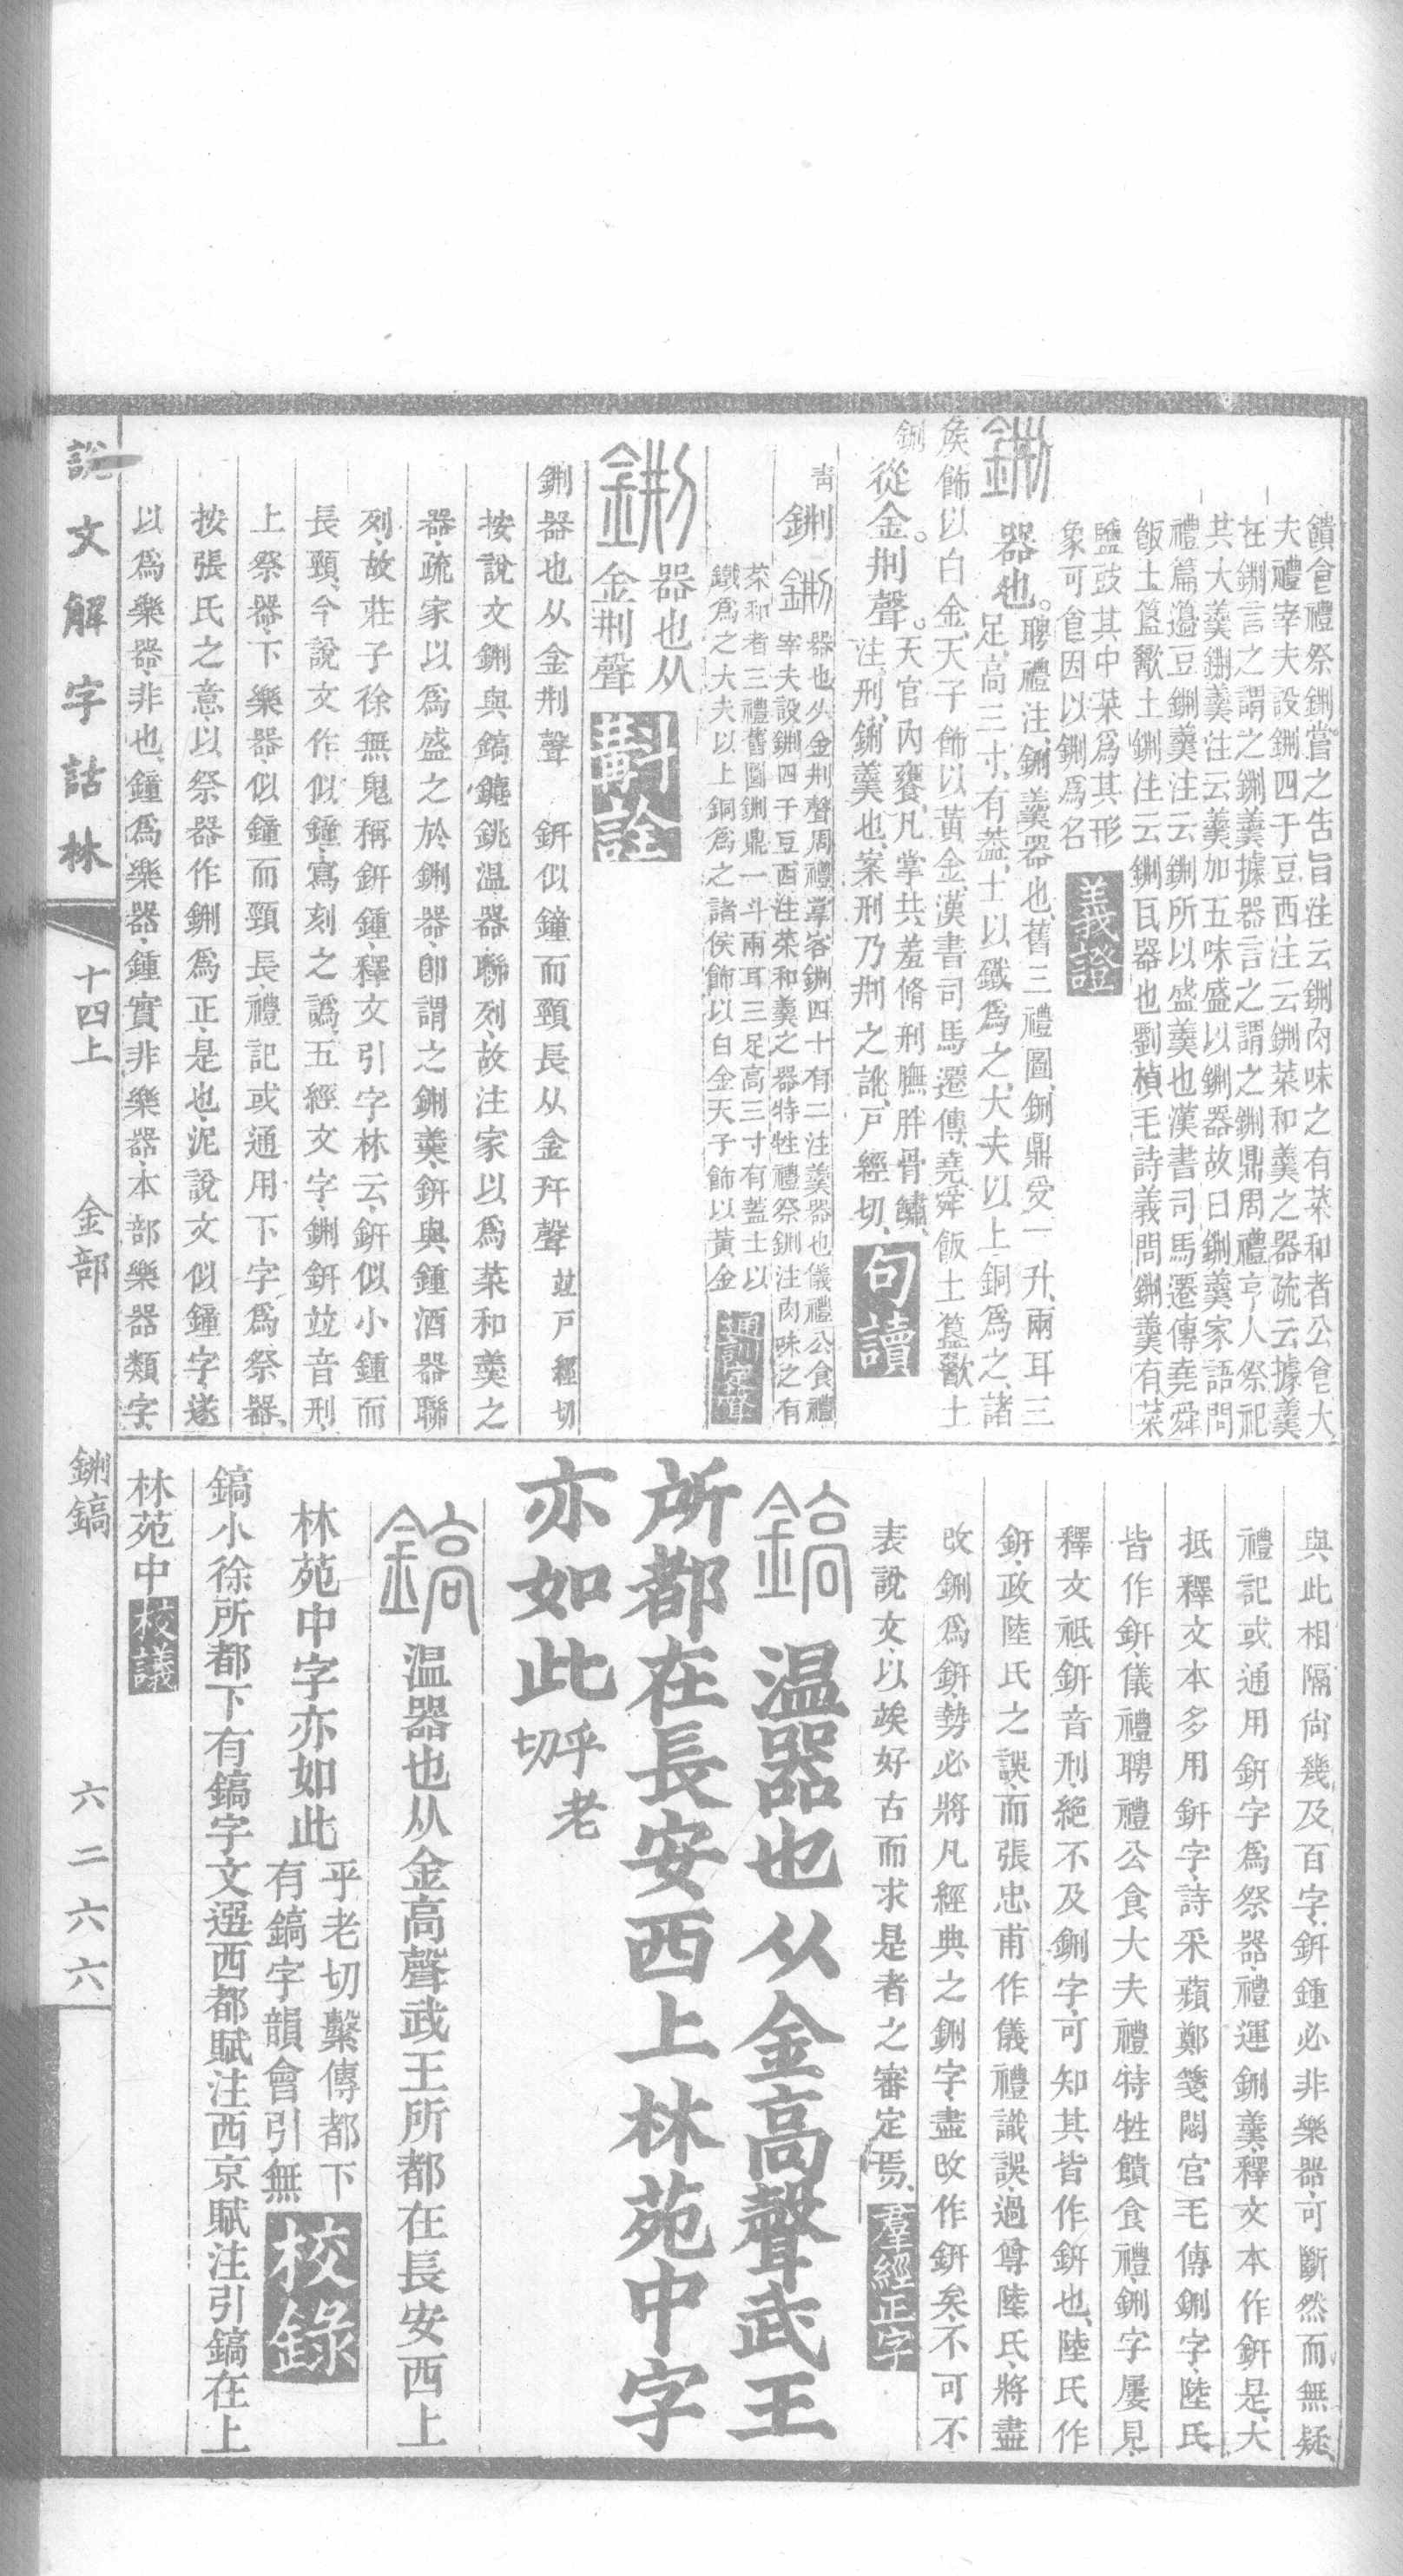 饋食禮祭鉶嘗之告旨注云鉶肉味之有菜和者公食大
夫禮宰夫設鉶四于豆西注云鉶菜和羹之器疏云據羹
在鉶言之謂之鉶羹據器言之謂之鉶鼎周禮亨人祭祀
共大羹鉶羹注云羹加五味盛以鉶器故曰鉶羹家語問
禮篇籩豆鉶羹注云鉶所以盛羹也漢書司馬遷傳堯舜
飯土簋歠土鉶注云鉶瓦器也劉楨毛詩義問鉶羹有菜
鹽豉其中菜爲其形
象可食因以鉶爲名 義證
鉶 器也。聘禮注鉶羹器也舊三禮圖鉶鼎受一升兩耳三
足高三寸有蓋士以鐵爲之大夫以上銅爲之諸
矦飾以白金天子飾以黃金漢書司馬遷傳堯舜飯土簋歠土
鉶從金。荆聲。天官內饔凡掌共羞脩刑膴胖骨鱐
注刑鉶羹也案刑乃荆之訛戶經切 句讀
青 鉶 鉶 器也从金荆聲周禮掌客鉶四十有二注羹器也儀禮公食禮
宰夫設鉶四于豆西注菜和羹之器特牲禮祭鉶注肉味之有
菜和者三禮舊圖鉶鼎一斗兩耳三足高三寸有蓋士以
鐵爲之大夫以上銅爲之諸侯飾以白金天子飾以黃金 通訓定聲
鉶 器也从
金荆聲 斠詮
鉶器也从金荆聲 鈃似鐘而頸長从金幵聲 竝戶經切
按說文鉶與鎬鑣銚温器聯列故注家以爲菜和羹之
器疏家以爲盛之於鉶器卽謂之鉶羹鈃與鍾酒器聯
列故莊子徐無鬼稱鈃鍾釋文引字林云鈃似小鍾而
長頸今說文作似鐘寫刻之譌五經文字鉶鈃竝音刑
上祭器下樂器似鐘而頸長禮記或通用下字爲祭器
按張氏之意以祭器作鉶爲正是也泥說文似鐘字遂
以爲樂器非也鐘爲樂器鍾實非樂器本部樂器類字
與此相隔尙幾及百字鈃鍾必非樂器可斷然而無疑
禮記或通用鈃字爲祭器禮運鉶羹釋文本作鈃是大
抵釋文本多用鈃字詩采蘋鄭箋閟官毛傳鉶字陸氏
皆作鈃儀禮聘禮公食大夫禮特牲饋食禮鉶字屢見
釋文祇鈃音刑絶不及鉶字可知其皆作鈃也陸氏作
鈃政陸氏之誤而張忠甫作儀禮識誤過尊陸氏將盡
改鉶爲鈃勢必將凡經典之鉶字盡改作鈃矣不可不
表說文以竢好古而求是者之審定焉 羣經正字
鎬 温器也从金高聲武王
所都在長安西上林苑中字
亦如此 乎老
切
鎬 温器也从金高聲武王所都在長安西上
林苑中字亦如此 乎老切繫傳都下
有鎬字韻會引無 校錄
鎬小徐所都下有鎬字文選西都賦注西京賦注引鎬在上
林苑中 校議
說文解字詁林 十四上 金部 鉶鎬 六二六六